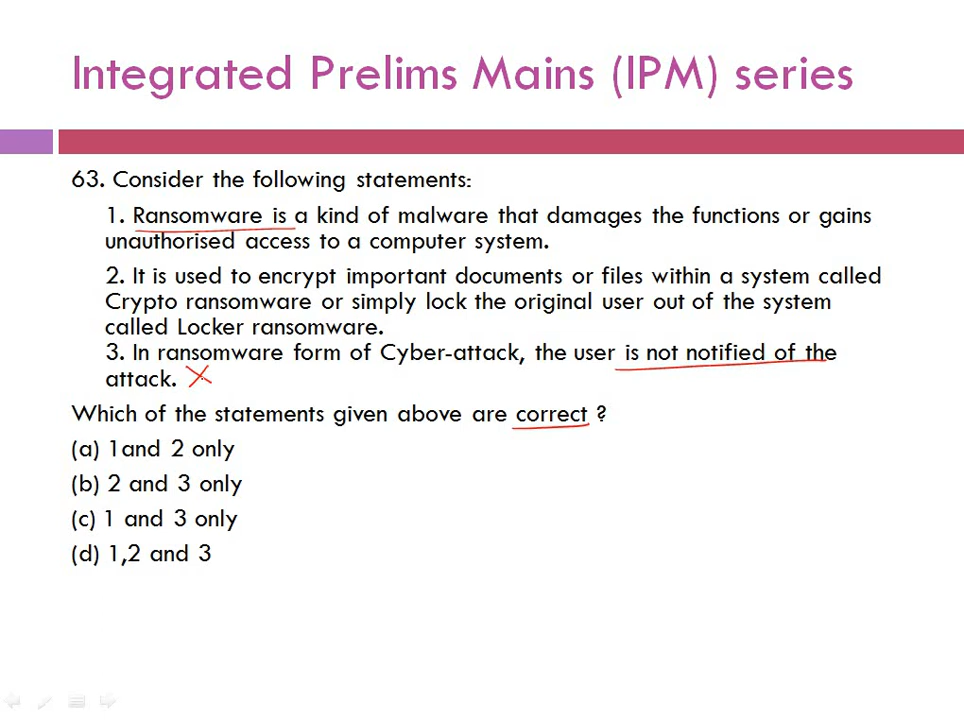 Integrated Prelims Mains (IPM) series
63. Consider the following statements:
1. Ransomware is a kind of malware that damages the functions or gains
unauthorised access to a computer system.
2. It is used to encrypt important documents or files within a system called
Crypto ransomware or simply lock the original user out of the system
called Locker ransomware.
3. In ransomware form of Cyber-attack, the user is not notified of the
attack.
Which of the statements given above are correct ?
(a) 1and 2 only
(b) 2 and 3 only
(c) 1 and 3 only
(d) 1,2 and 3